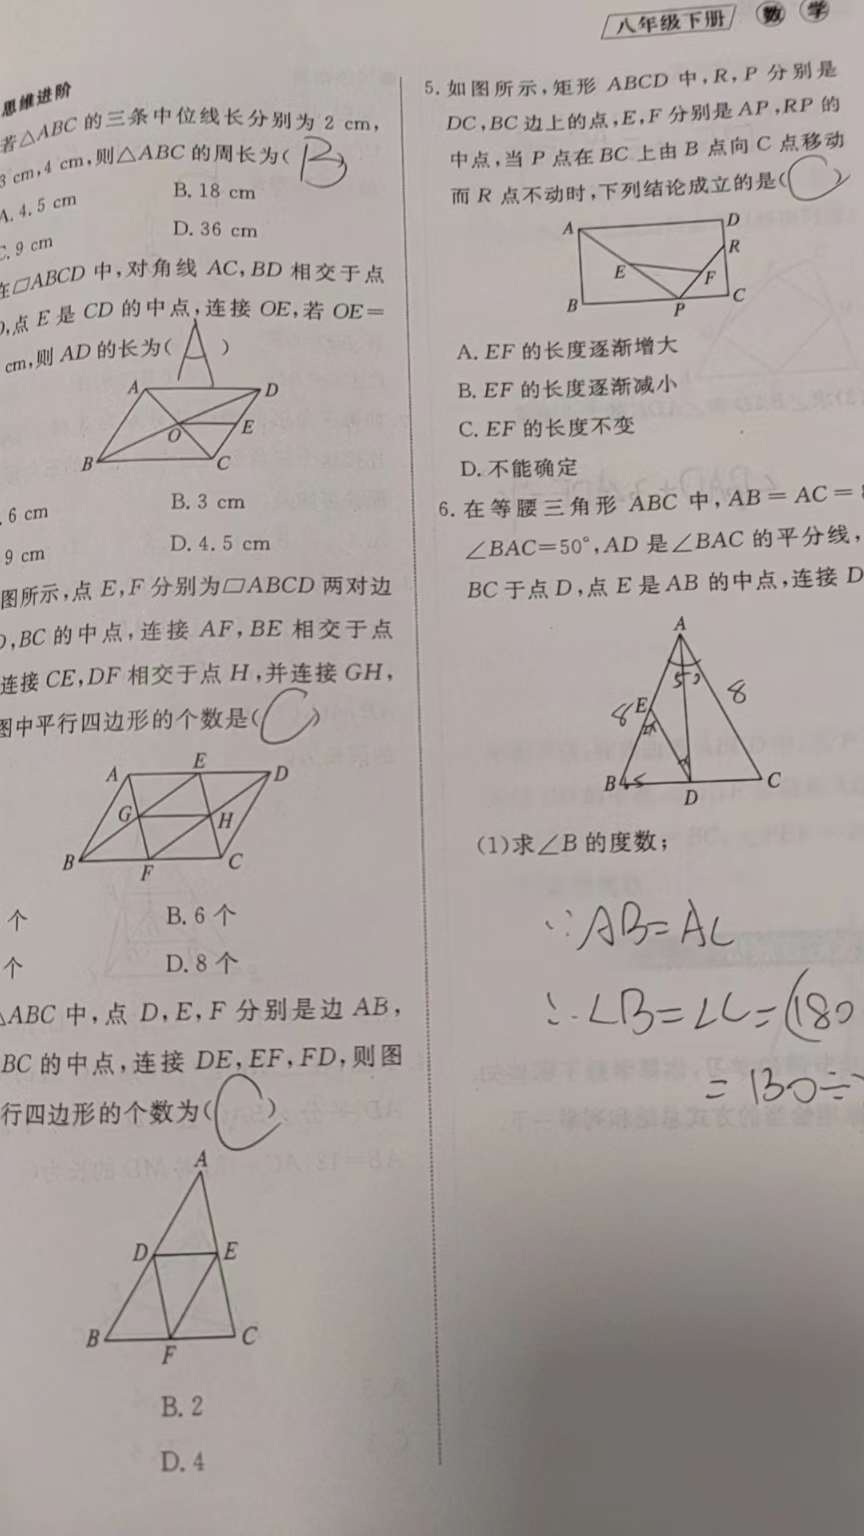 八年级下册 数 学
思维进阶
若△ABC 的三条中位线长分别为 2 cm,
3 cm,4 cm,则△ABC 的周长为( B )
A. 4. 5 cm B. 18 cm
C. 9 cm D. 36 cm
在□ABCD 中,对角线 AC,BD 相交于点
O,点 E 是 CD 的中点,连接 OE,若 OE=
cm,则 AD 的长为( A )
A D
O E
B C
. 6 cm B. 3 cm
9 cm D. 4. 5 cm
图所示,点 E,F 分别为□ABCD 两对边
D,BC 的中点,连接 AF,BE 相交于点
连接 CE,DF 相交于点 H,并连接 GH,
图中平行四边形的个数是( C )
A E D
G H
B F C
个 B. 6 个
个 D. 8 个
△ABC 中,点 D,E,F 分别是边 AB,
BC 的中点,连接 DE,EF,FD,则图
行四边形的个数为( C )
A
D E
B F C
B. 2
D. 4
5. 如图所示,矩形 ABCD 中,R,P 分别是
DC,BC 边上的点,E,F 分别是 AP,RP 的
中点,当 P 点在 BC 上由 B 点向 C 点移动
而 R 点不动时,下列结论成立的是( C )
A D
R
E F
B P C
A. EF 的长度逐渐增大
B. EF 的长度逐渐减小
C. EF 的长度不变
D. 不能确定
6. 在等腰三角形 ABC 中,AB = AC = 8
∠BAC=50°,AD 是∠BAC 的平分线,
BC 于点 D,点 E 是 AB 的中点,连接 D
A
50
8 E 8
B D C
(1)求∠B 的度数;
∵AB=AC
∴∠B=∠C=(180
=130÷